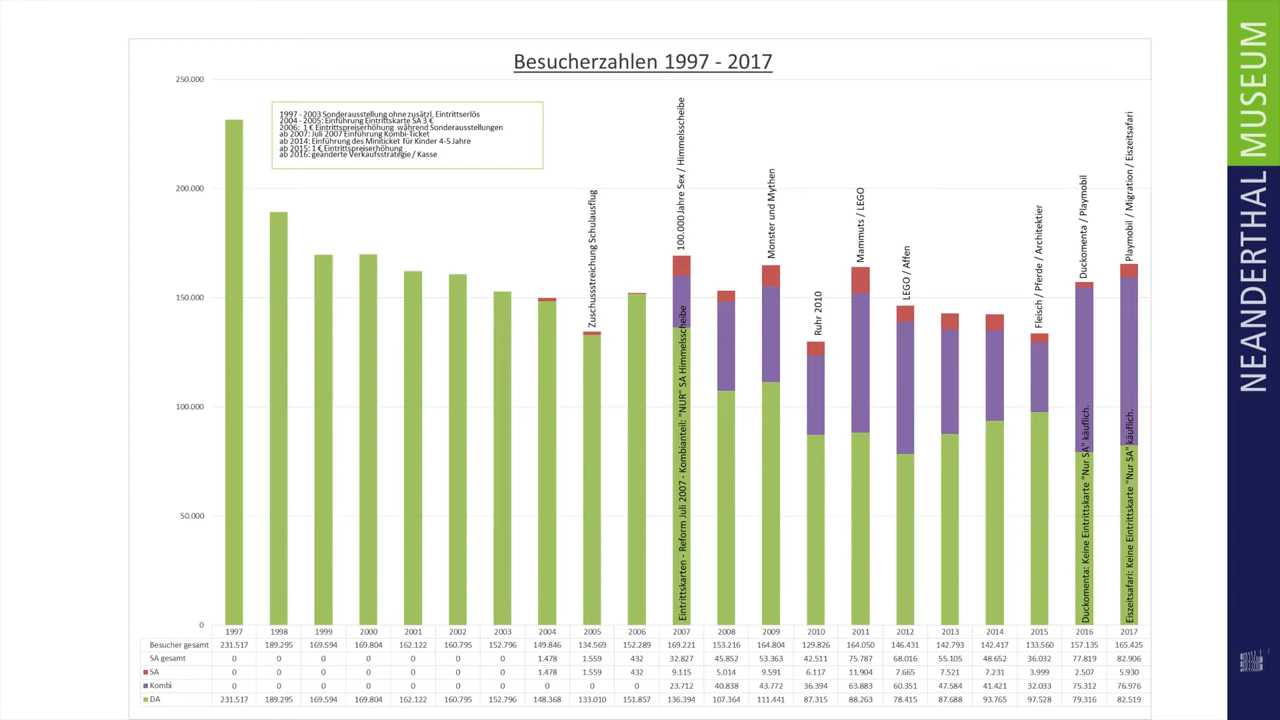 Besucherzahlen 1997 - 2017
250.000
200.000
150.000
100.000
50.000
0
1997 - 2003 Sonderausstellung ohne zusätzl. Eintrittserlös
2004 - 2005: Einführung Eintrittskarte SA 3 €
2006: 1 € Eintrittspreiserhöhung während Sonderausstellungen
ab 2007: Juli 2007 Einführung Kombi-Ticket
ab 2014: Einführung des Miniticket für Kinder 4-5 Jahre
ab 2015: 1 € Eintrittspreiserhöhung
ab 2016: geänderte Verkaufsstrategie / Kasse
Zuschussstreichung Schulausflug
100.000 Jahre Sex / Himmelsscheibe
Eintrittskarten - Reform Juli 2007 - Kombianteil: "NUR" SA Himmelsscheibe
Monster und Mythen
Ruhr 2010
Mammuts / LEGO
LEGO / Affen
Fleisch / Pferde / Architektier
Duckomenta / Playmobil
Duckomenta: Keine Eintrittskarte "Nur SA" käuflich.
Playmobil / Migration / Eiszeitsafari
Eiszeitsafari: Keine Eintrittskarte "Nur SA" käuflich.
1997 1998 1999 2000 2001 2002 2003 2004 2005 2006 2007 2008 2009 2010 2011 2012 2013 2014 2015 2016 2017
Besucher gesamt 231.517 189.295 169.594 169.804 162.122 160.795 152.796 149.846 134.569 152.289 169.221 153.216 164.804 129.826 164.050 146.431 142.793 142.417 133.560 157.135 165.425
SA gesamt 0 0 0 0 0 0 0 1.478 1.559 432 32.827 45.852 53.363 42.511 75.787 68.016 55.105 48.652 36.032 77.819 82.906
SA 0 0 0 0 0 0 0 1.478 1.559 432 9.115 5.014 9.591 6.117 11.904 7.665 7.521 7.231 3.999 2.507 5.930
Kombi 0 0 0 0 0 0 0 0 0 0 23.712 40.838 43.772 36.394 63.883 60.351 47.584 41.421 32.033 75.312 76.976
DA 231.517 189.295 169.594 169.804 162.122 160.795 152.796 148.368 133.010 151.857 136.394 107.364 111.441 87.315 88.263 78.415 87.688 93.765 97.528 79.316 82.519
NEANDERTHAL MUSEUM